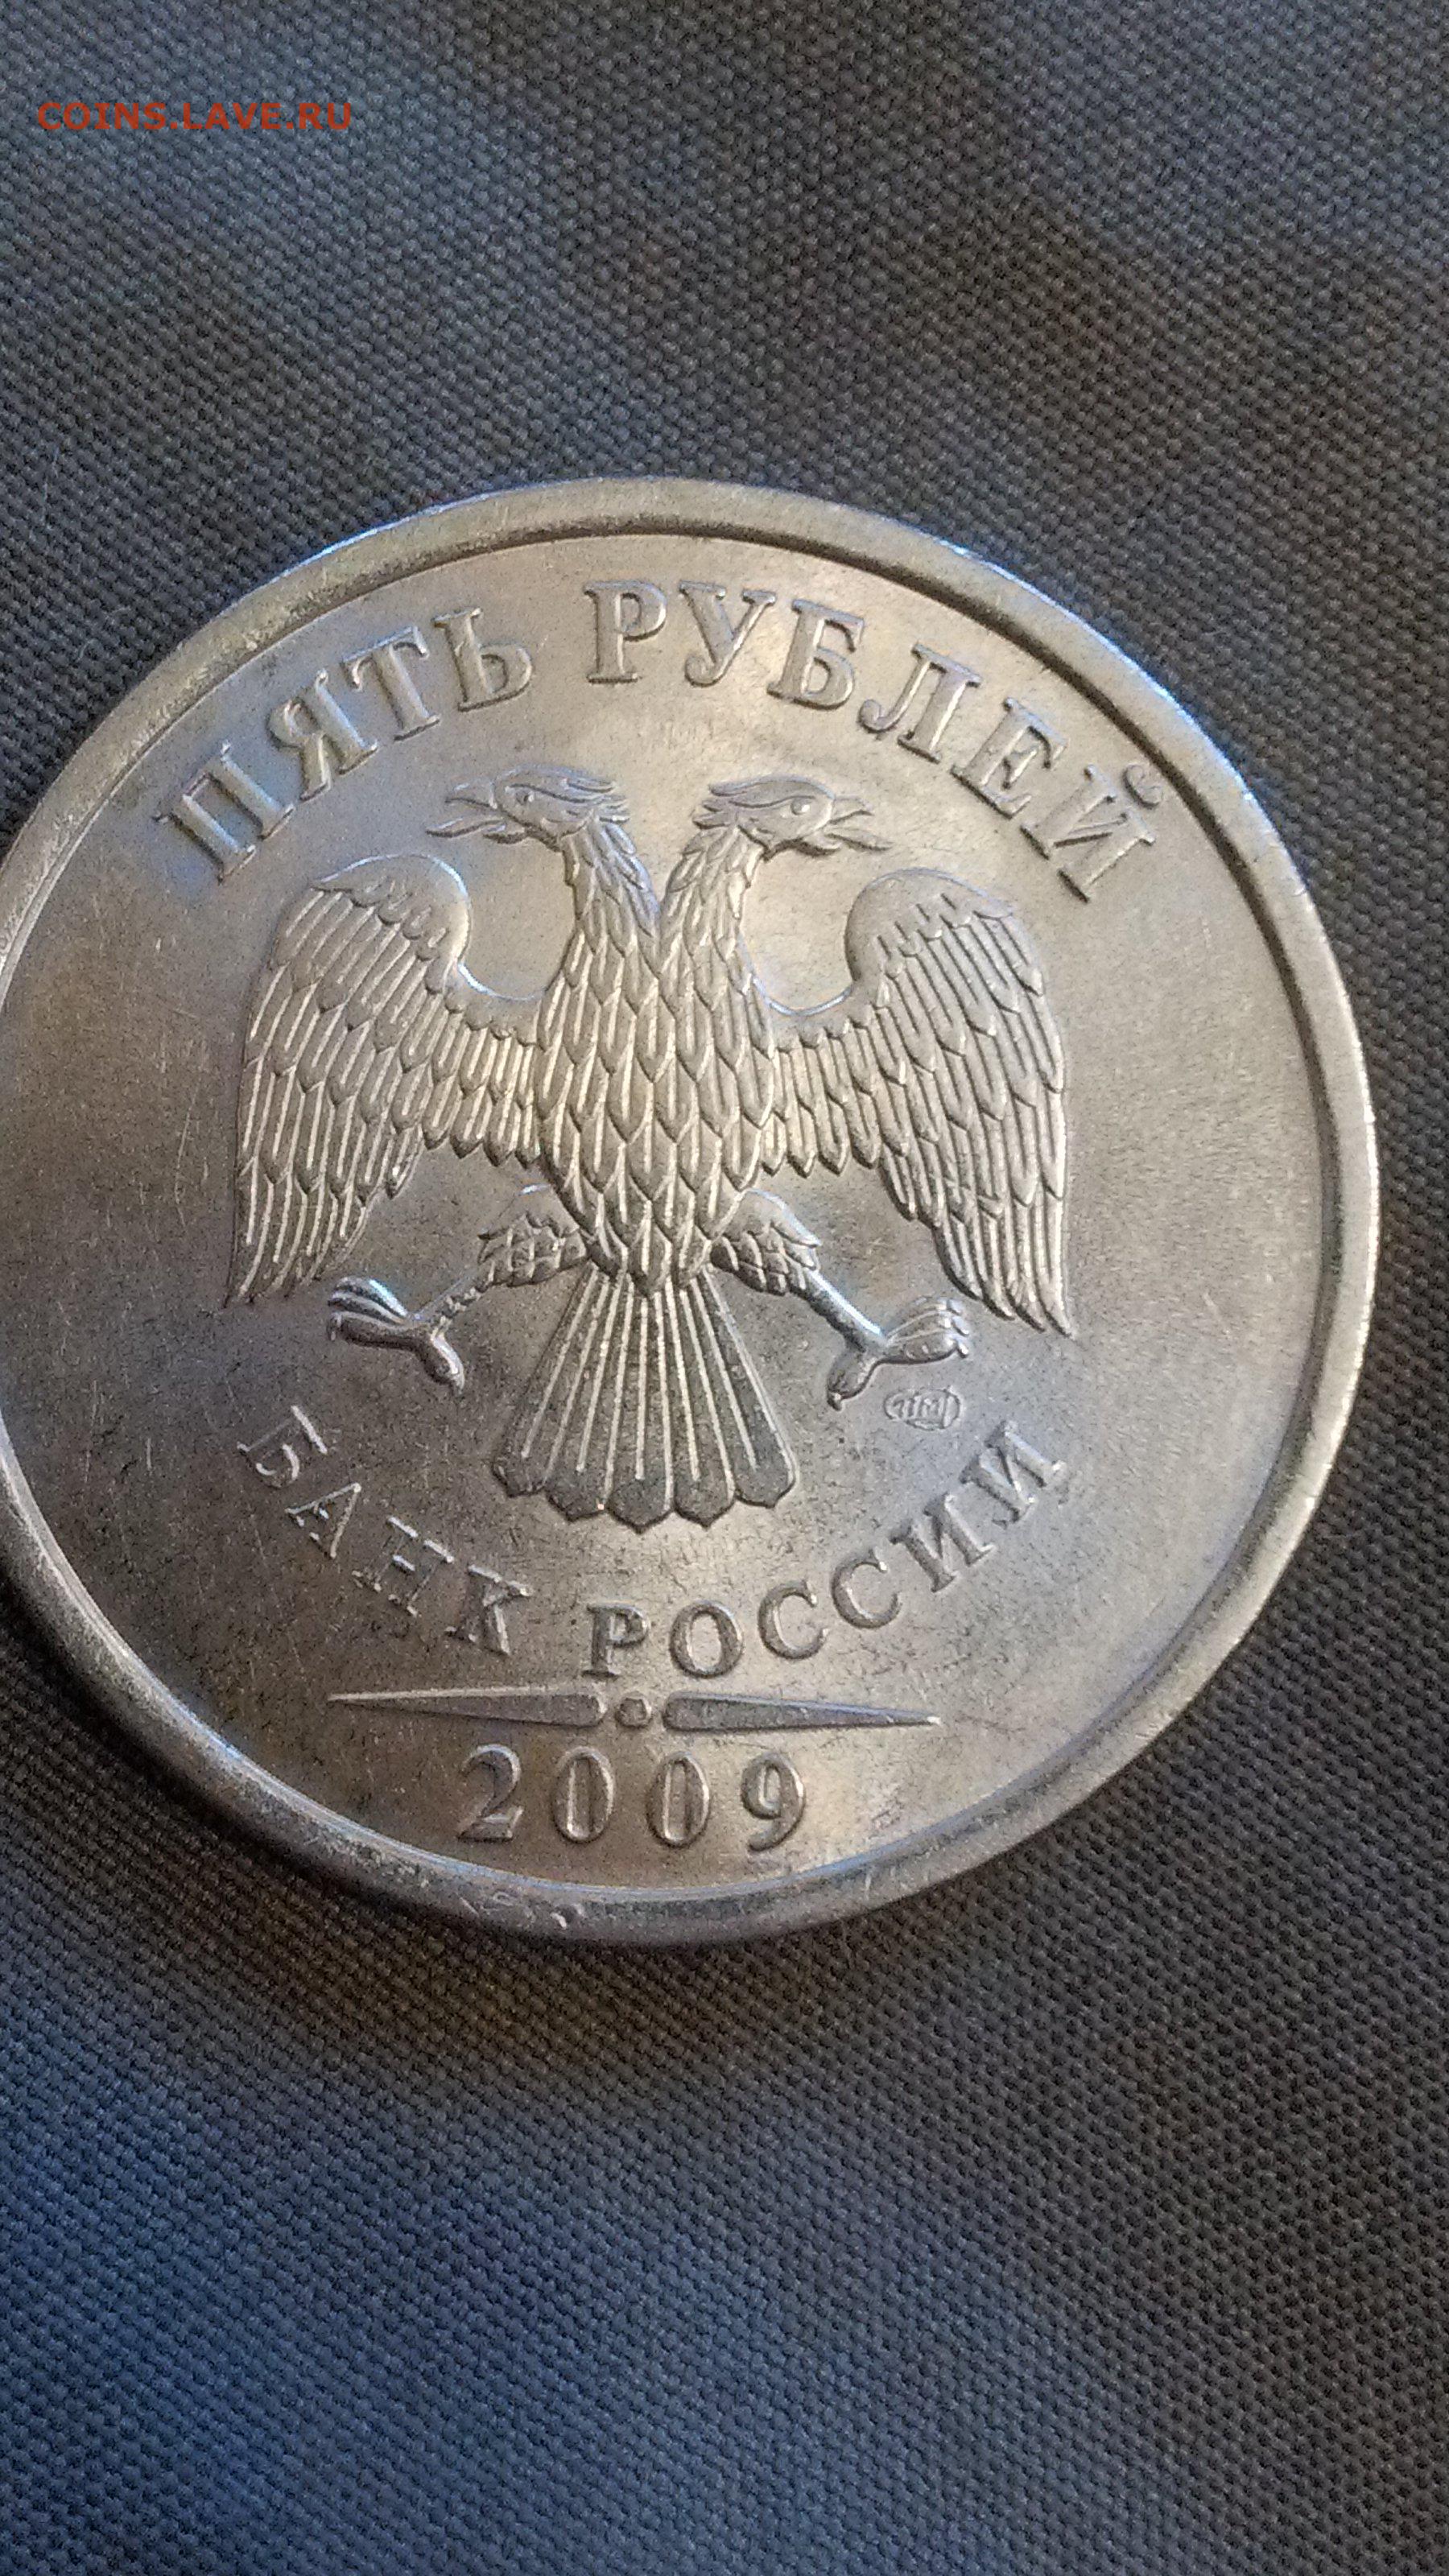 COINS.LAVE.RU
ПЯТЬ РУБЛЕЙ
БАНК РОССИИ
2009